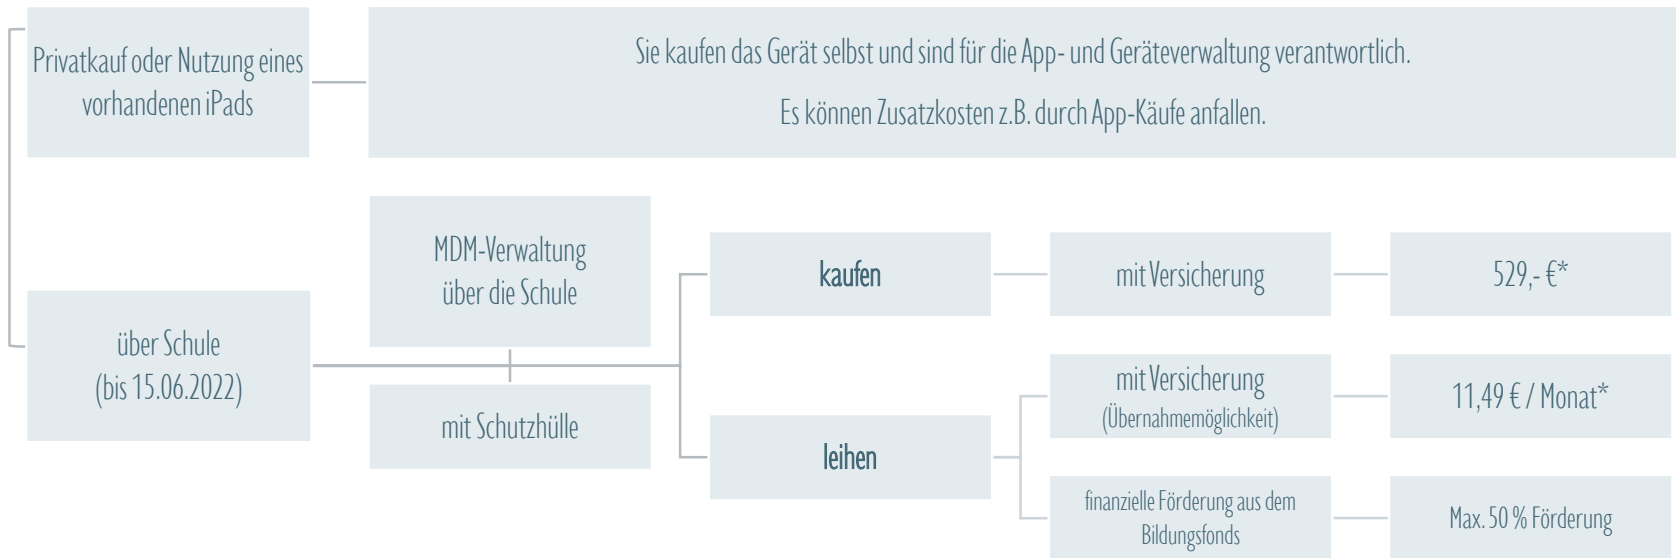 Privatkauf oder Nutzung eines
vorhandenen iPads
Sie kaufen das Gerät selbst und sind für die App- und Geräteverwaltung verantwortlich.
Es können Zusatzkosten z.B. durch App-Käufe anfallen.
über Schule
(bis 15.06.2022)
MDM-Verwaltung
über die Schule
mit Schutzhülle
kaufen
mit Versicherung
529,- €*
leihen
mit Versicherung
(Übernahmemöglichkeit)
11,49 € / Monat*
finanzielle Förderung aus dem
Bildungsfonds
Max. 50 % Förderung